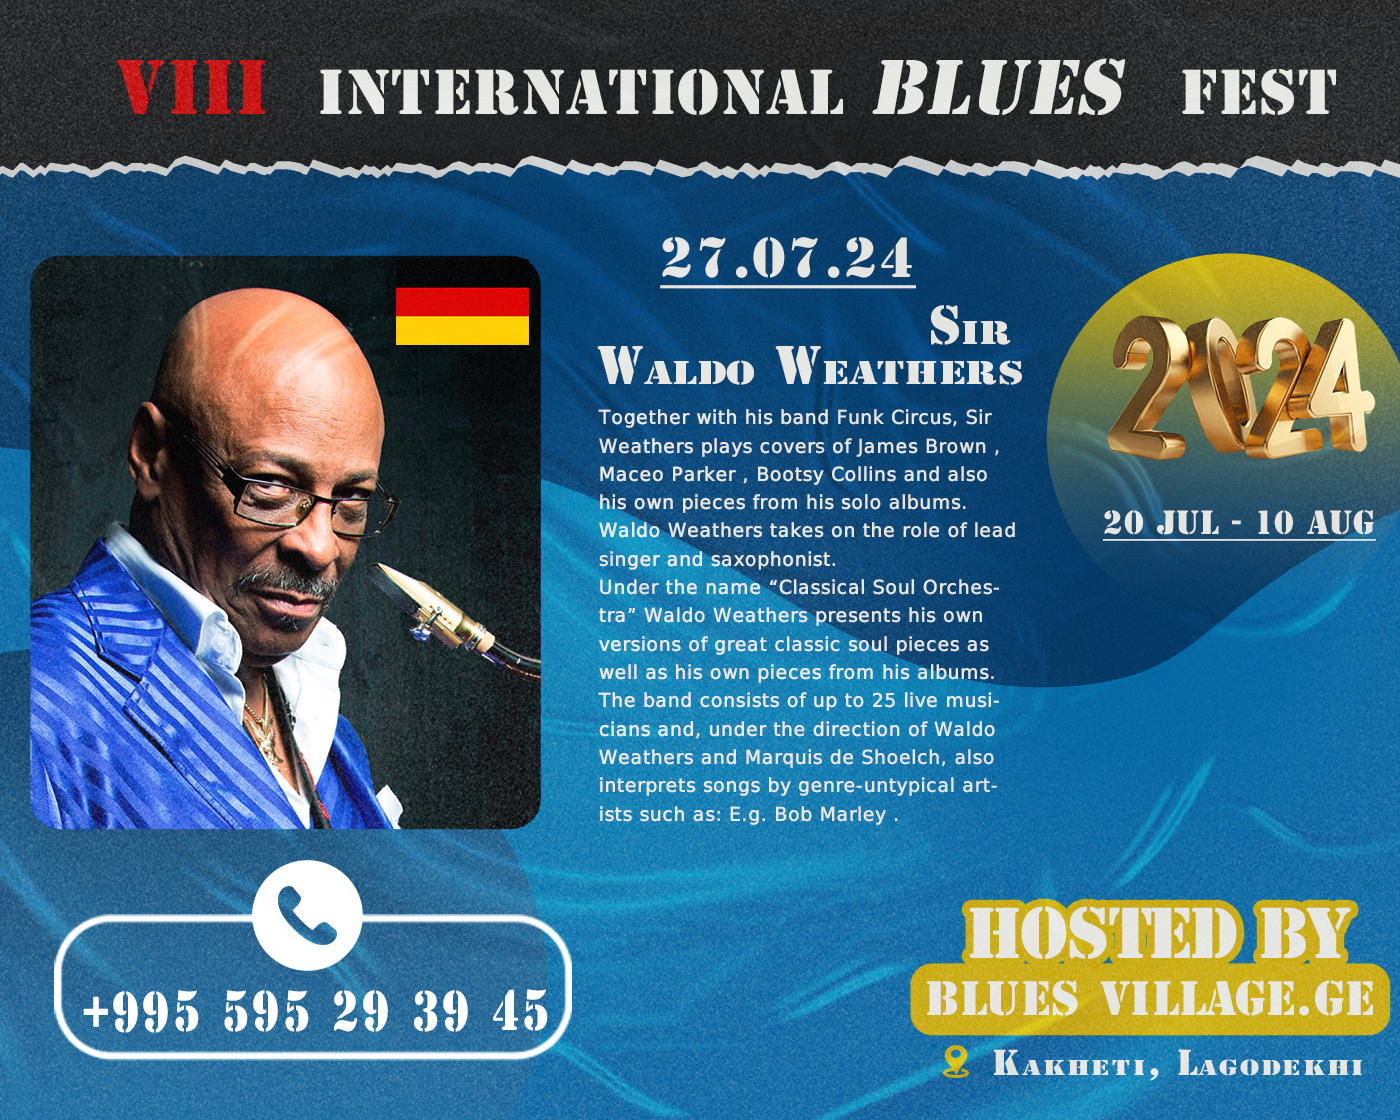 VIII INTERNATIONAL BLUES FEST
27.07.24
SIR
WALDO WEATHERS
Together with his band Funk Circus, Sir
Weathers plays covers of James Brown ,
Maceo Parker , Bootsy Collins and also
his own pieces from his solo albums.
Waldo Weathers takes on the role of lead
singer and saxophonist.
Under the name “Classical Soul Orches-
tra” Waldo Weathers presents his own
versions of great classic soul pieces as
well as his own pieces from his albums.
The band consists of up to 25 live musi-
cians and, under the direction of Waldo
Weathers and Marquis de Shoelch, also
interprets songs by genre-untypical art-
ists such as: E.g. Bob Marley .
2024
20 JUL - 10 AUG
+995 595 29 39 45
HOSTED BY
BLUES VILLAGE.GE
KAKHETI, LAGODEKHI